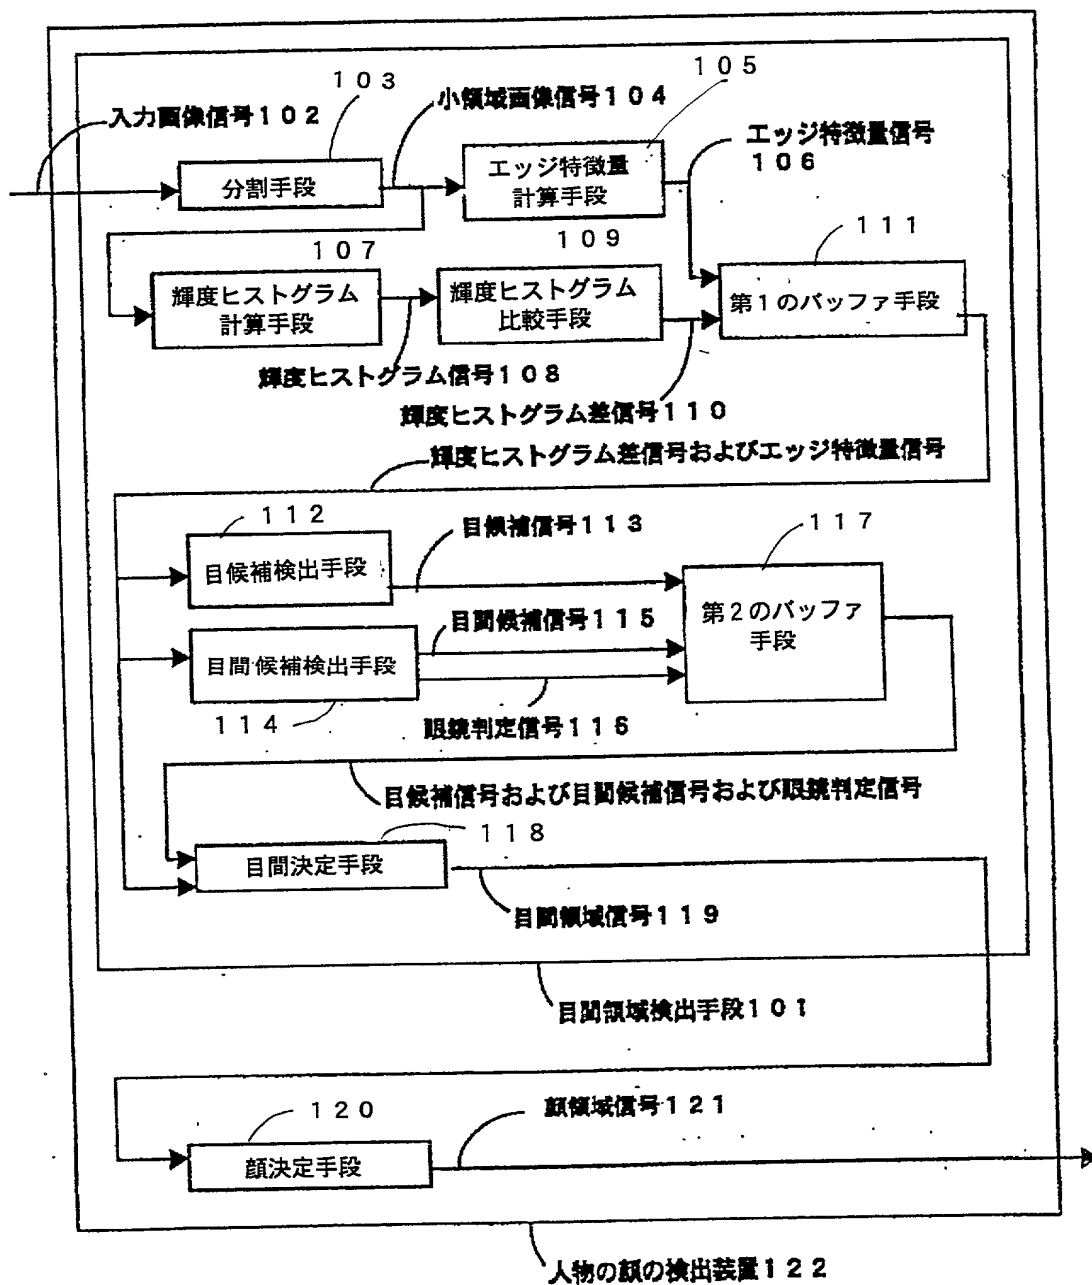 １０３
小領域画像信号１０４
１０５
入力画像信号１０２
エッジ特徴量信号
１０６
分割手段
エッジ特徴量
計算手段
１０７
１０９
１１１
輝度ヒストグラム
計算手段
輝度ヒストグラム
比較手段
第１のバッファ手段
輝度ヒストグラム信号１０８
輝度ヒストグラム差信号１１０
輝度ヒストグラム差信号およびエッジ特徴量信号
１１２
目候補信号１１３
１１７
目候補検出手段
第２のバッファ
手段
目間候補信号１１５
目間候補検出手段
１１４
眼鏡判定信号１１６
目候補信号および目間候補信号および眼鏡判定信号
１１８
目間決定手段
目間領域信号１１９
目間領域検出手段１０１
１２０
顔領域信号１２１
顔決定手段
人物の顔の検出装置１２２